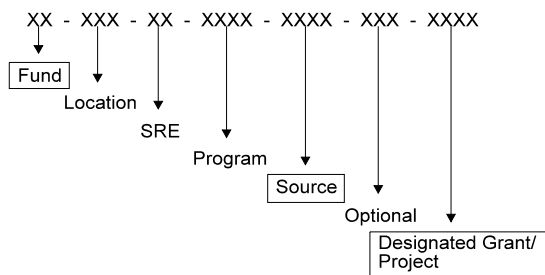 XX - XXX - XX - XXXX - XXXX - XXX - XXXX
Fund
Location
SRE
Program
Source
Optional
Designated Grant/
Project